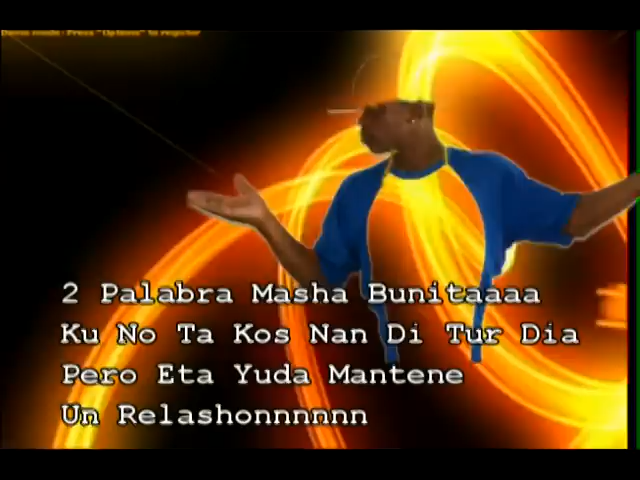 2 Palabra Masha Bunitaaaa
Ku No Ta Kos Nan Di Tur Dia
Pero Eta Yuda Mantene
Un Relashonnnnnn